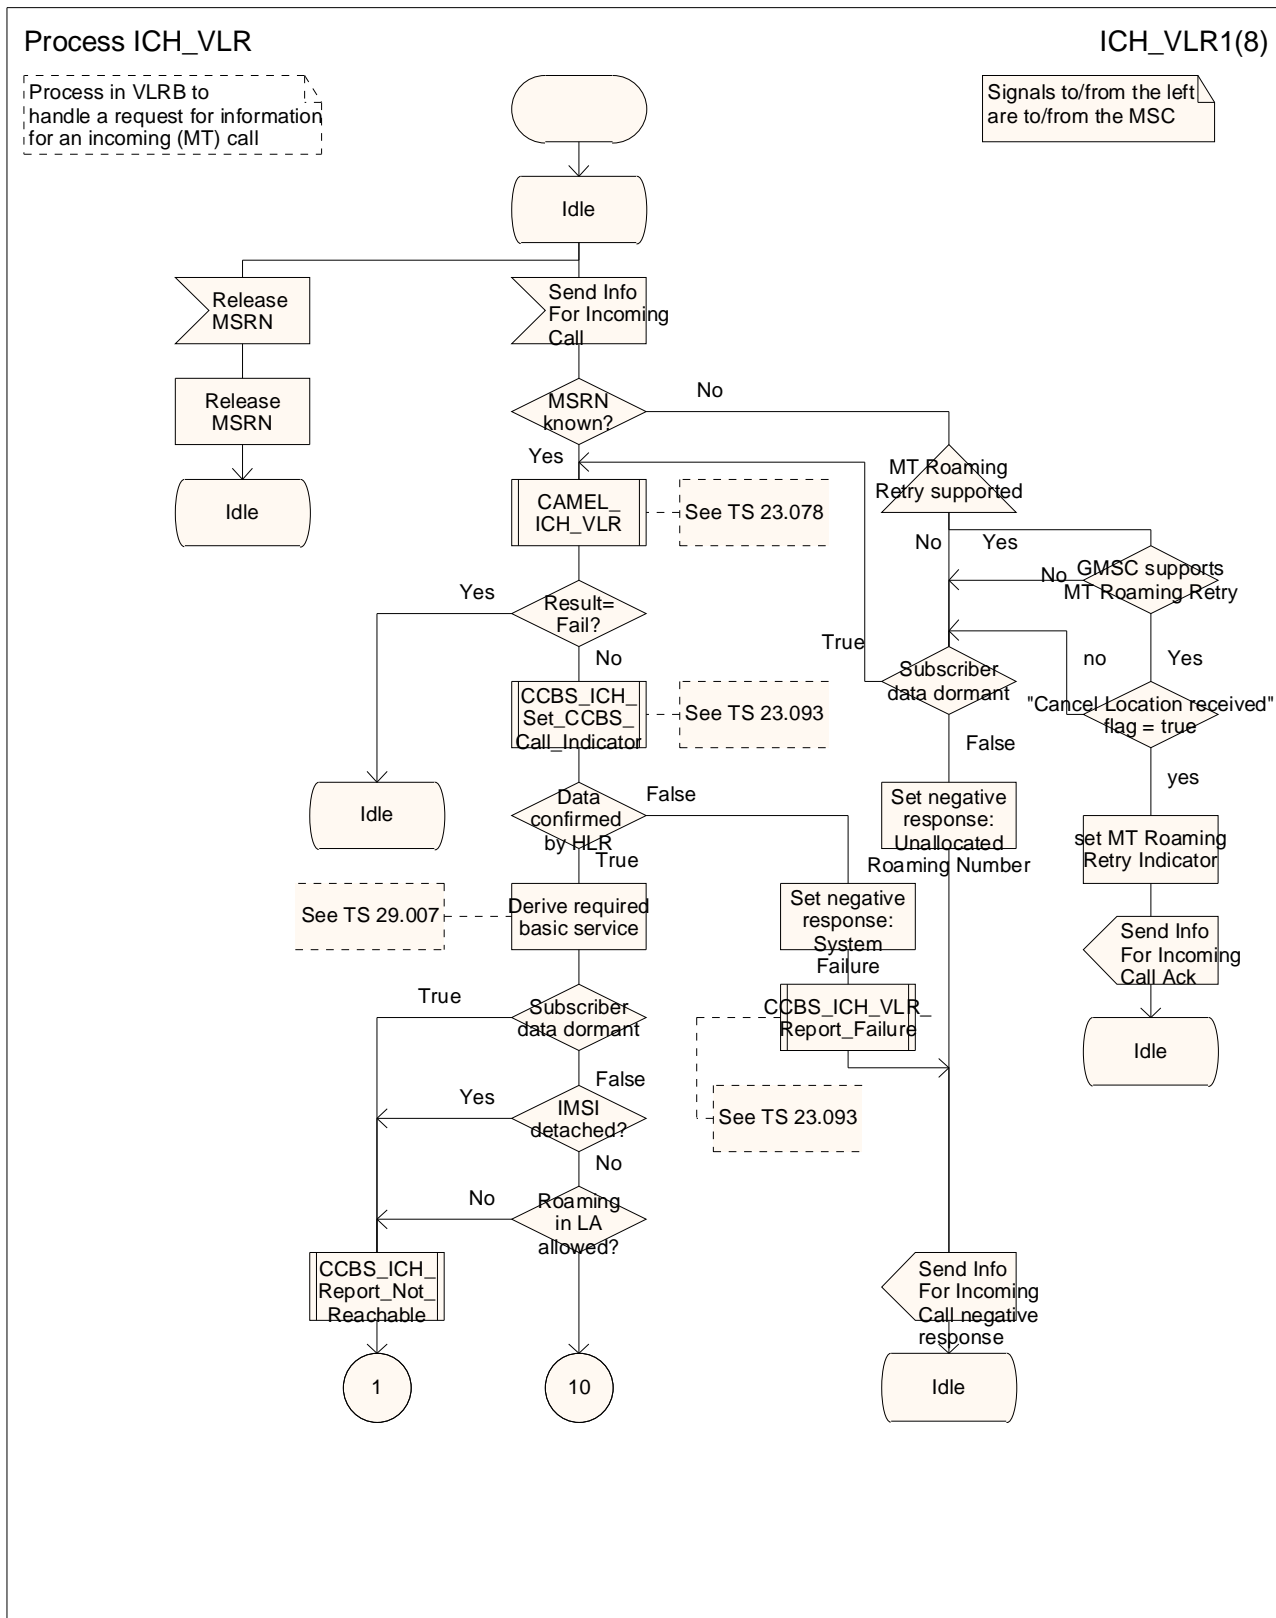 Process ICH_VLR
ICH_VLR1(8)
Process in VLRB to
handle a request for information
for an incoming (MT) call
Signals to/from the left
are to/from the MSC
Idle
Release
MSRN
Send Info
For Incoming
Call
Release
MSRN
MSRN
known?
No
Yes
MT Roaming
Retry supported
Idle
CAMEL_
ICH_VLR
See TS 23.078
No
Yes
GMSC supports
MT Roaming Retry
No
Yes
Result=
Fail?
No
True
Subscriber
data dormant
no
Yes
CCBS_ICH_
Set_CCBS_
Call_Indicator
See TS 23.093
"Cancel Location received"
flag = true
False
yes
Idle
Data
confirmed
by HLR
False
True
Set negative
response:
Unallocated
Roaming Number
set MT Roaming
Retry Indicator
See TS 29.007
Derive required
basic service
Set negative
response:
System
Failure
Send Info
For Incoming
Call Ack
True
Subscriber
data dormant
CCBS_ICH_VLR_
Report_Failure
Idle
False
Yes
IMSI
detached?
See TS 23.093
No
No
Roaming
in LA
allowed?
CCBS_ICH_
Report_Not_
Reachable
Send Info
For Incoming
Call negative
response
1
10
Idle